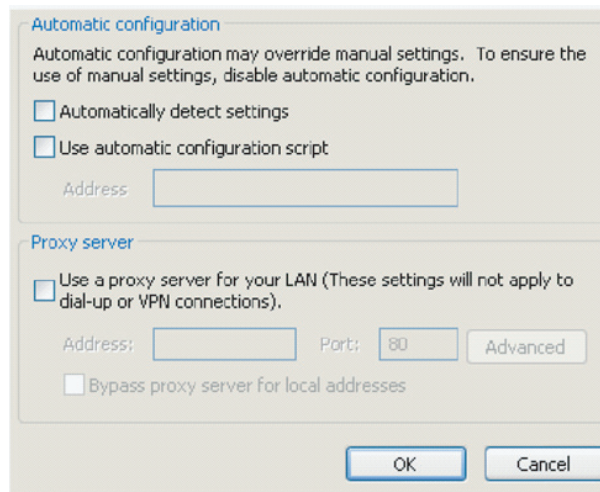 Automatic configuration
Automatic configuration may override manual settings. To ensure the
use of manual settings, disable automatic configuration.
Automatically detect settings
Use automatic configuration script
Address
Proxy server
Use a proxy server for your LAN (These settings will not apply to
dial-up or VPN connections).
Address: Port: 80 Advanced
Bypass proxy server for local addresses
OK Cancel